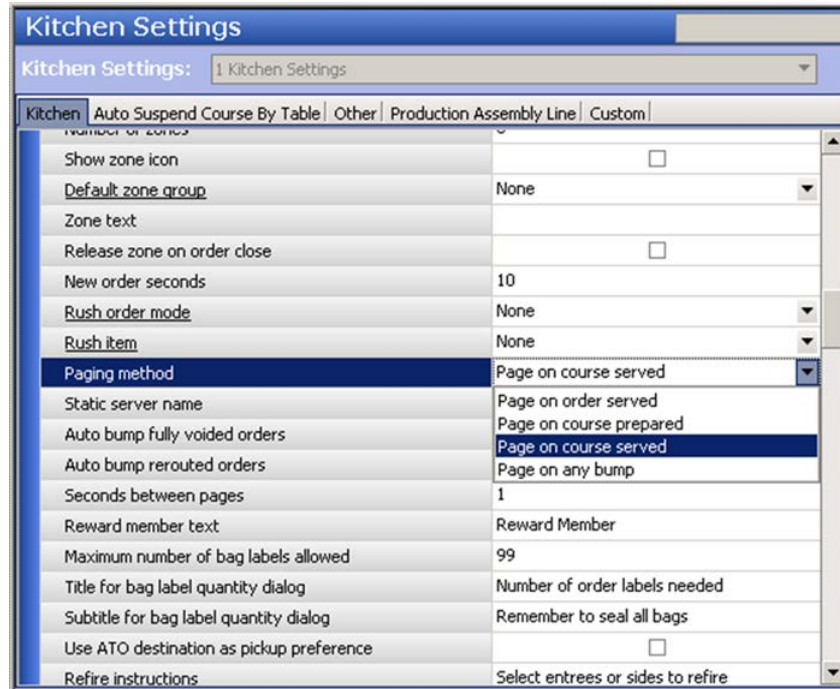 Kitchen Settings
Kitchen Settings: 1 Kitchen Settings
Kitchen Auto Suspend Course By Table Other Production Assembly Line Custom
Number of zones
Show zone icon
Default zone group None
Zone text
Release zone on order close
New order seconds 10
Rush order mode None
Rush item None
Paging method Page on course served
Static server name Page on order served
Page on course prepared
Auto bump fully voided orders Page on course served
Auto bump rerouted orders Page on any bump
Seconds between pages 1
Reward member text Reward Member
Maximum number of bag labels allowed 99
Title for bag label quantity dialog Number of order labels needed
Subtitle for bag label quantity dialog Remember to seal all bags
Use ATO destination as pickup preference
Refire instructions Select entrees or sides to refire